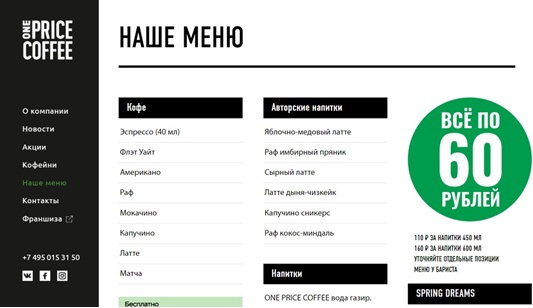 ONE PRICE
COFFEE
О компании
Новости
Акции
Кофейни
Наше меню
Контакты
Франшиза
+7 495 015 31 50
НАШЕ МЕНЮ
Кофе
Эспрессо (40 мл)
Флэт Уайт
Американо
Раф
Мокачино
Капучино
Латте
Матча
Бесплатно
Авторские напитки
Яблочно-медовый латте
Раф имбирный пряник
Сырный латте
Латте дыня-чизкейк
Капучино сникерс
Раф кокос-миндаль
Напитки
ONE PRICE COFFEE вода газир.
ВСЁ ПО
60
РУБЛЕЙ
110 ₽ ЗА НАПИТКИ 450 МЛ
160 ₽ ЗА НАПИТКИ 600 МЛ
УТОЧНЯЙТЕ ОТДЕЛЬНЫЕ ПОЗИЦИИ
МЕНЮ У БАРИСТА
SPRING DREAMS